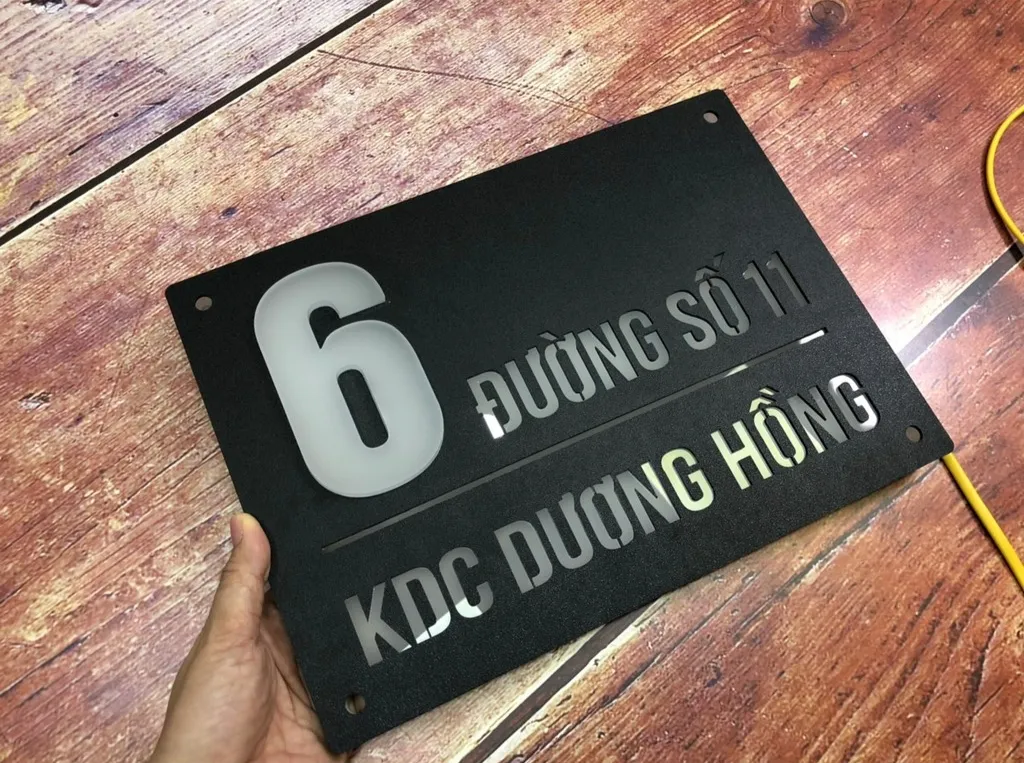 6
ĐƯỜNG SỐ 11
KDC DƯƠNG HỒNG